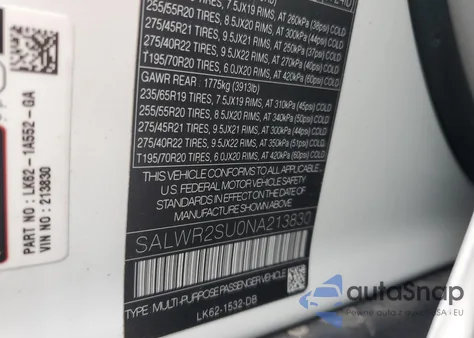 PART NO : LK62 - 1A552 - GA
VIN NO : 213830
255/55R20 TIRES, 8.5JX20 RIMS, AT 260kPa (38psi)
275/45R21 TIRES, 9.5JX21 RIMS, AT 300kPa (44psi) COLD
275/40R22 TIRES, 9.5JX22 RIMS, AT 250kPa (37psi) COLD
T195/70R20 TIRES, 6.0JX20 RIMS, AT 420kPa (60psi) COLD
GAWR REAR : 1775kg (3913lb)
235/65R19 TIRES, 7.5JX19 RIMS, AT 310kPa (45psi) COLD
255/55R20 TIRES, 8.5JX20 RIMS, AT 340kPa (50psi) COLD
275/45R21 TIRES, 9.5JX21 RIMS, AT 300kPa (44psi) COLD
275/40R22 TIRES, 9.5JX22 RIMS, AT 350kPa (51psi) COLD
T195/70R20 TIRES, 6.0JX20 RIMS, AT 420kPa (60psi) COLD
THIS VEHICLE CONFORMS TO ALL APPLICABLE
U.S. FEDERAL MOTOR VEHICLE SAFETY
STANDARDS IN EFFECT ON THE DATE OF
MANUFACTURE SHOWN ABOVE.
SALWR2SU0NA213830
TYPE: MULTI-PURPOSE PASSENGER VEHICLE
LK62-1532-DB
autoSnap
Pewne auto z USA i EU